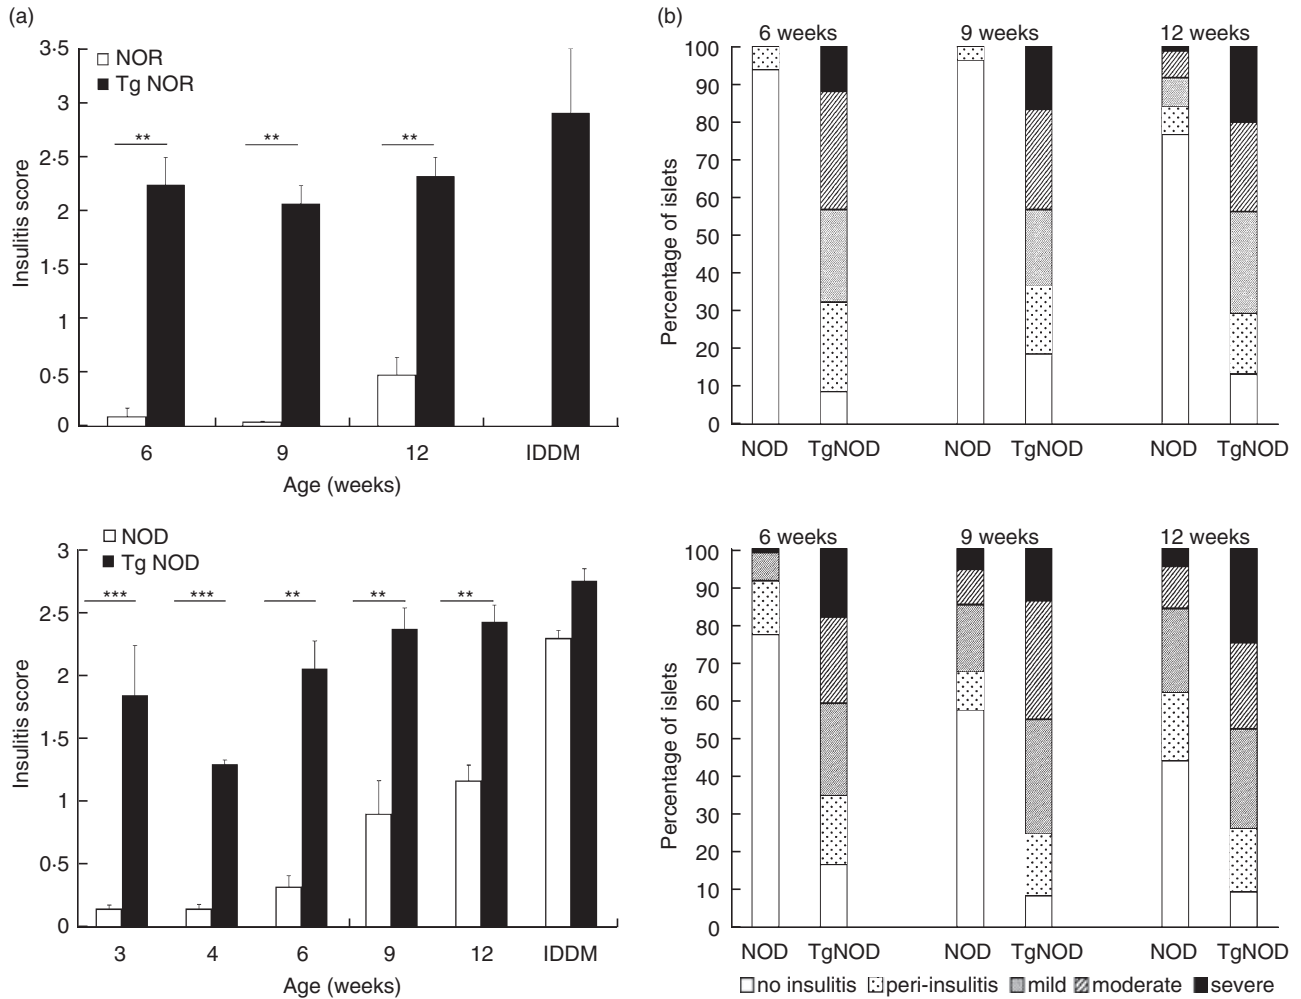 (a)
3·5
3
2·5
2
1·5
1
0·5
0
Insulitis score
NOR
Tg NOR
**
**
**
6 9 12 IDDM
Age (weeks)
(b)
6 weeks 9 weeks 12 weeks
100
90
80
70
60
50
40
30
20
10
0
Percentage of islets
NOD TgNOD NOD TgNOD NOD TgNOD
3
2·5
2
1·5
1
0·5
0
Insulitis score
NOD
Tg NOD
***
***
**
**
**
3 4 6 9 12 IDDM
Age (weeks)
6 weeks 9 weeks 12 weeks
100
90
80
70
60
50
40
30
20
10
0
Percentage of islets
NOD TgNOD NOD TgNOD NOD TgNOD
no insulitis peri-insulitis mild moderate severe